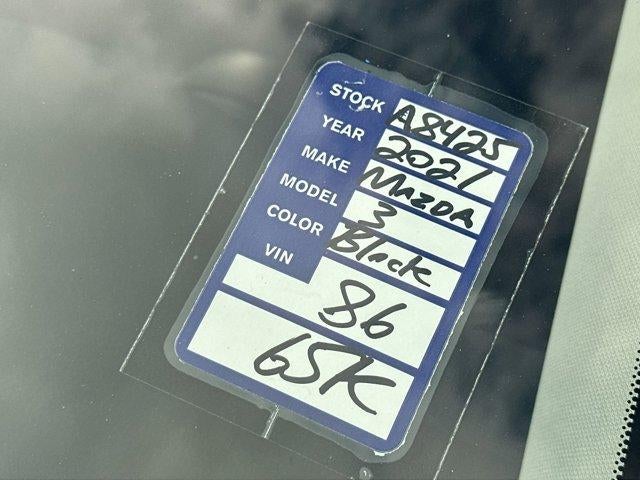 STOCK A8425
YEAR 2021
MAKE MAZDA
MODEL 3
COLOR Black
VIN
86
65K